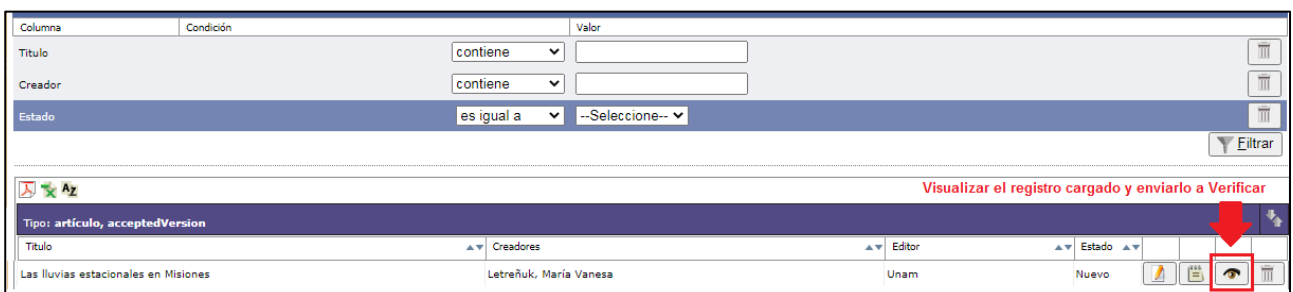 Columna Condición Valor
Titulo contiene
Creador contiene
Estado es igual a --Seleccione--
Filtrar
AZ Visualizar el registro cargado y enviarlo a Verificar
Tipo: artículo, acceptedVersion
Titulo Creadores Editor Estado
Las lluvias estacionales en Misiones Letreñuk, María Vanesa Unam Nuevo